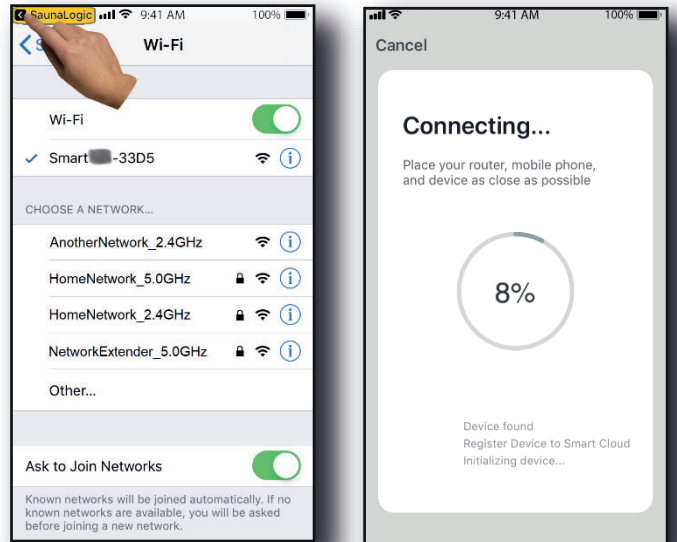 SaunaLogic 9:41 AM 100%
Wi-Fi
Wi-Fi
Smart -33D5
CHOOSE A NETWORK...
AnotherNetwork_2.4GHz
HomeNetwork_5.0GHz
HomeNetwork_2.4GHz
NetworkExtender_5.0GHz
Other...
Ask to Join Networks
Known networks will be joined automatically. If no
known networks are available, you will be asked
before joining a new network.
9:41 AM 100%
Cancel
Connecting...
Place your router, mobile phone,
and device as close as possible
8%
Device found
Register Device to Smart Cloud
Initializing device...